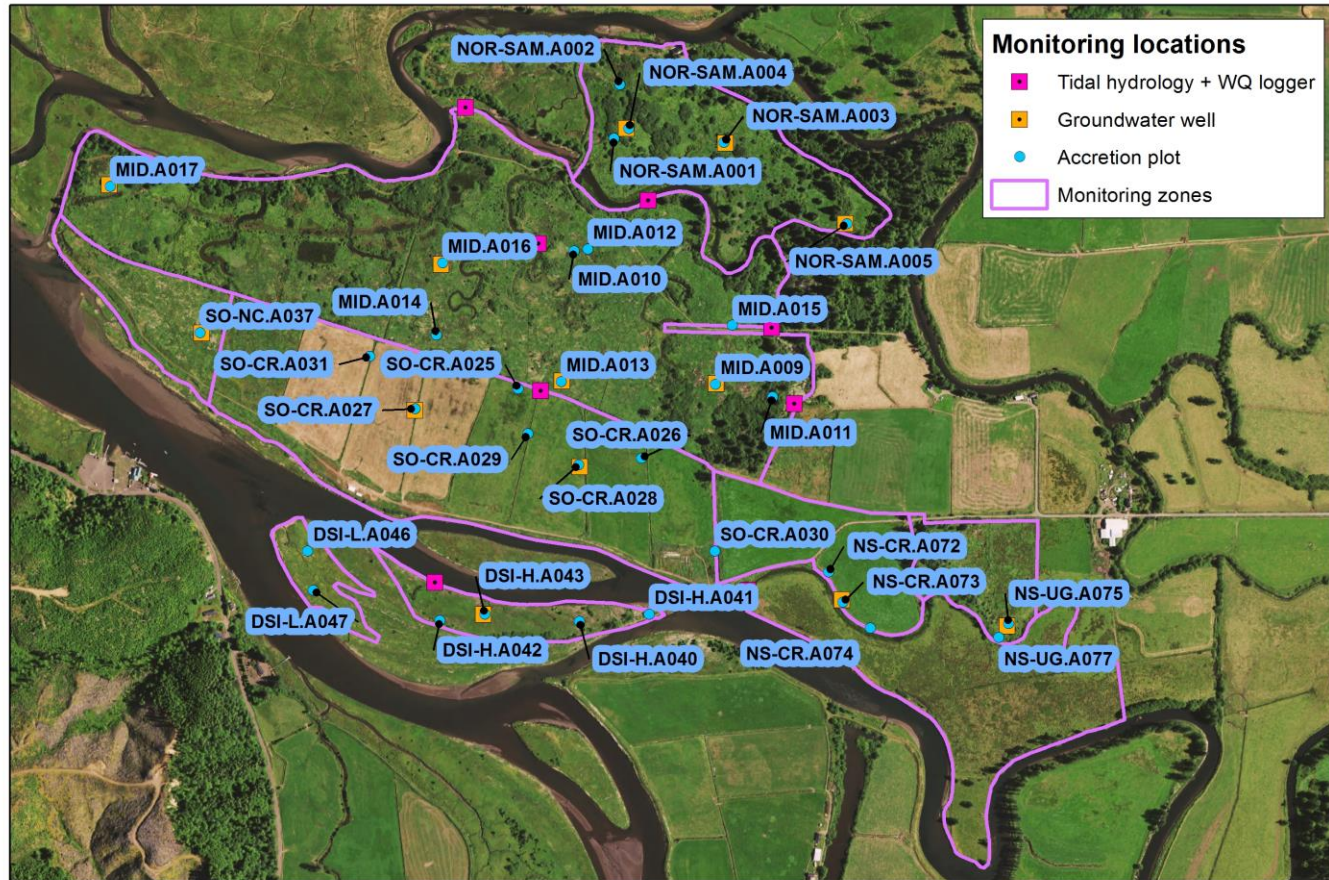 Monitoring locations
Tidal hydrology + WQ logger
Groundwater well
Accretion plot
Monitoring zones
NOR-SAM.A002
NOR-SAM.A004
NOR-SAM.A003
NOR-SAM.A001
MID.A017
MID.A012
MID.A016
NOR-SAM.A005
MID.A010
MID.A014
MID.A015
SO-NC.A037
SO-CR.A031
SO-CR.A025
MID.A013
MID.A009
SO-CR.A027
SO-CR.A026
MID.A011
SO-CR.A029
SO-CR.A028
DSI-L.A046
SO-CR.A030
NS-CR.A072
DSI-H.A043
NS-CR.A073
DSI-H.A041
NS-UG.A075
DSI-L.A047
DSI-H.A042
DSI-H.A040
NS-CR.A074
NS-UG.A077